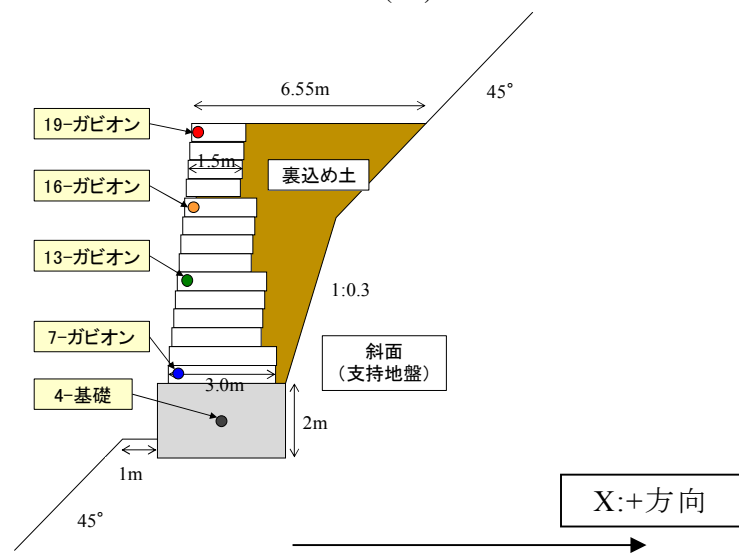 6.55m
45°
19-ガビオン
1.5m
裏込め土
16-ガビオン
13-ガビオン
1:0.3
7-ガビオン
斜面
(支持地盤)
3.0m
4-基礎
2m
1m
X:+方向
45°